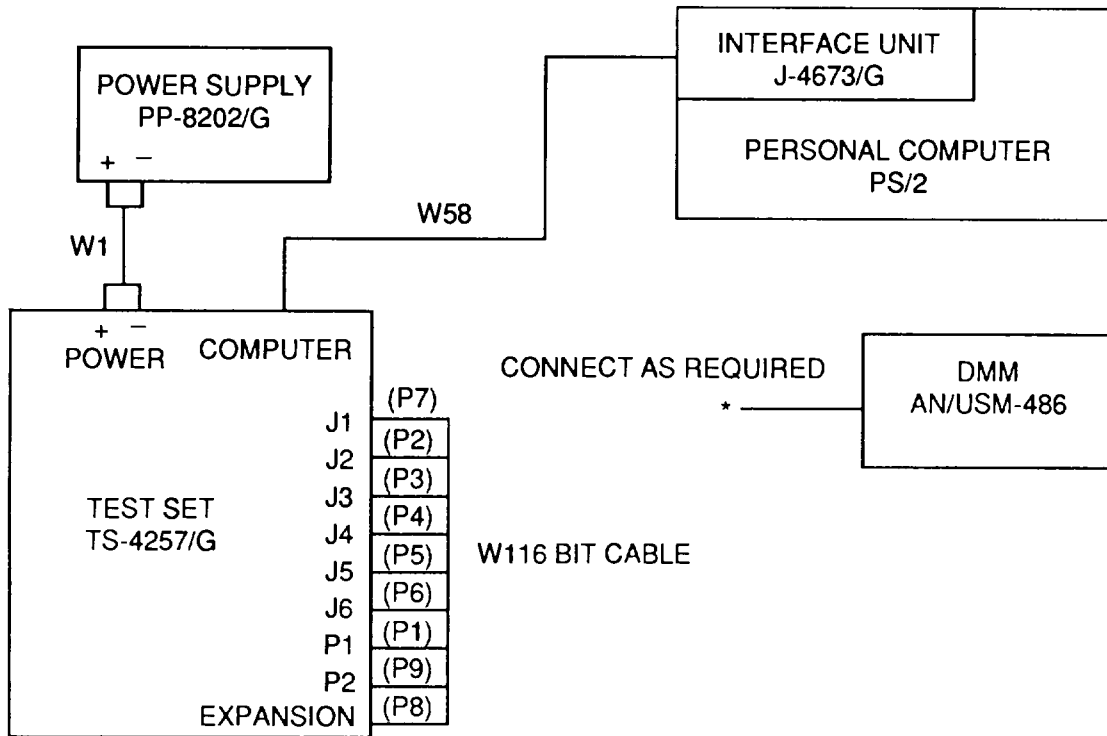 POWER SUPPLY
PP-8202/G
+ –
W1
W58
INTERFACE UNIT
J-4673/G
PERSONAL COMPUTER
PS/2
+ –
POWER
COMPUTER
TEST SET
TS-4257/G
J1 (P7)
J2 (P2)
J3 (P3)
J4 (P4)
J5 (P5)
J6 (P6)
P1 (P1)
P2 (P9)
EXPANSION (P8)
W116 BIT CABLE
CONNECT AS REQUIRED
*
DMM
AN/USM-486